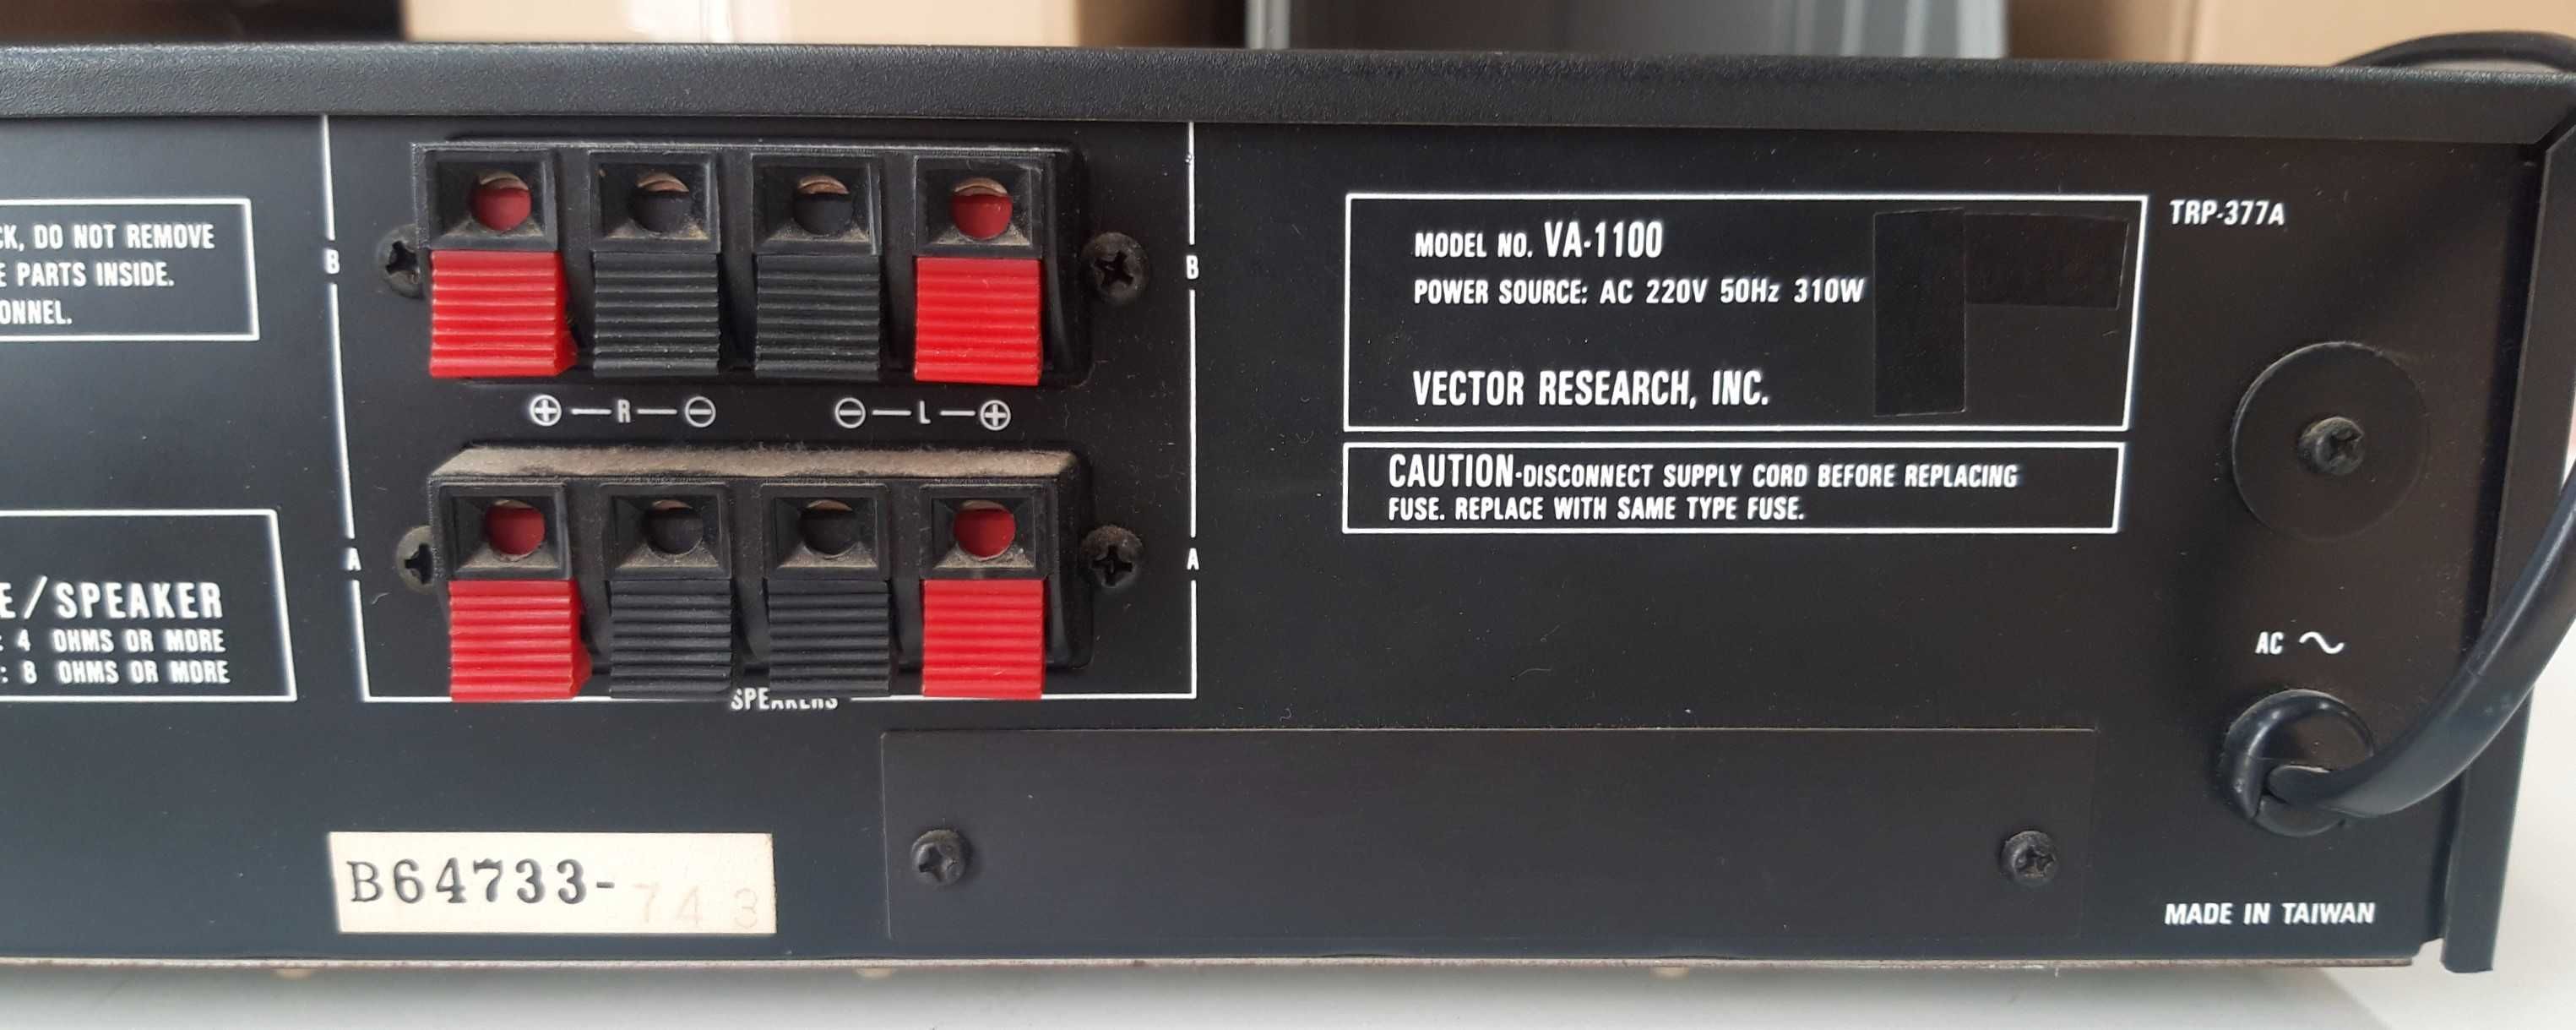 CK, DO NOT REMOVE
E PARTS INSIDE.
ONNEL.
E/SPEAKER
: 4 OHMS OR MORE
: 8 OHMS OR MORE
B
B
⊕—R—⊖ ⊖—L—⊕
A
A
SPEAKERS
B64733-743
MODEL NO. VA-1100
POWER SOURCE: AC 220V 50Hz 310W
VECTOR RESEARCH, INC.
CAUTION-DISCONNECT SUPPLY CORD BEFORE REPLACING
FUSE. REPLACE WITH SAME TYPE FUSE.
TRP-377A
AC ~
MADE IN TAIWAN